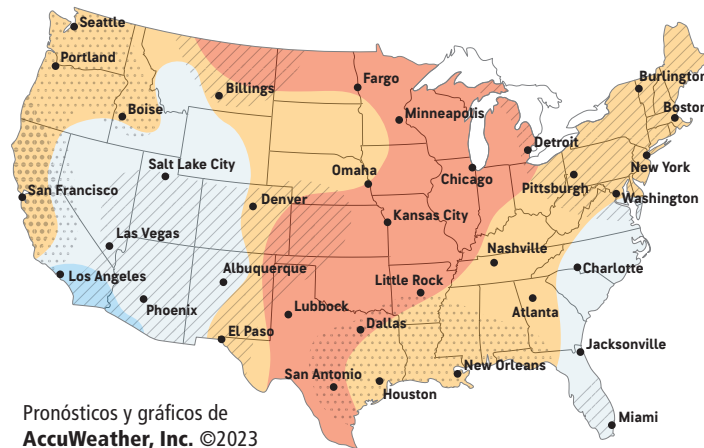 Seattle
Portland
Billings
Fargo
Burlington
Boise
Minneapolis
Boston
Detroit
Salt Lake City
Omaha
Chicago
New York
San Francisco
Denver
Pittsburgh
Washington
Kansas City
Las Vegas
Nashville
Los Angeles
Albuquerque
Charlotte
Little Rock
Phoenix
Lubbock
Atlanta
El Paso
Dallas
Jacksonville
San Antonio
New Orleans
Houston
Miami
Pronósticos y gráficos de
AccuWeather, Inc. ©2023